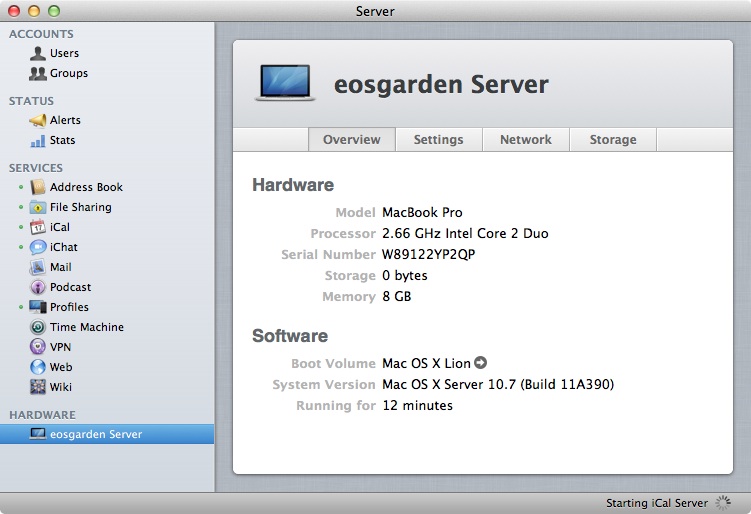 Server
ACCOUNTS
Users
Groups
STATUS
Alerts
Stats
SERVICES
Address Book
File Sharing
iCal
iChat
Mail
Podcast
Profiles
Time Machine
VPN
Web
Wiki
HARDWARE
eosgarden Server
eosgarden Server
Overview Settings Network Storage
Hardware
Model MacBook Pro
Processor 2.66 GHz Intel Core 2 Duo
Serial Number W89122YP2QP
Storage 0 bytes
Memory 8 GB
Software
Boot Volume Mac OS X Lion
System Version Mac OS X Server 10.7 (Build 11A390)
Running for 12 minutes
Starting iCal Server